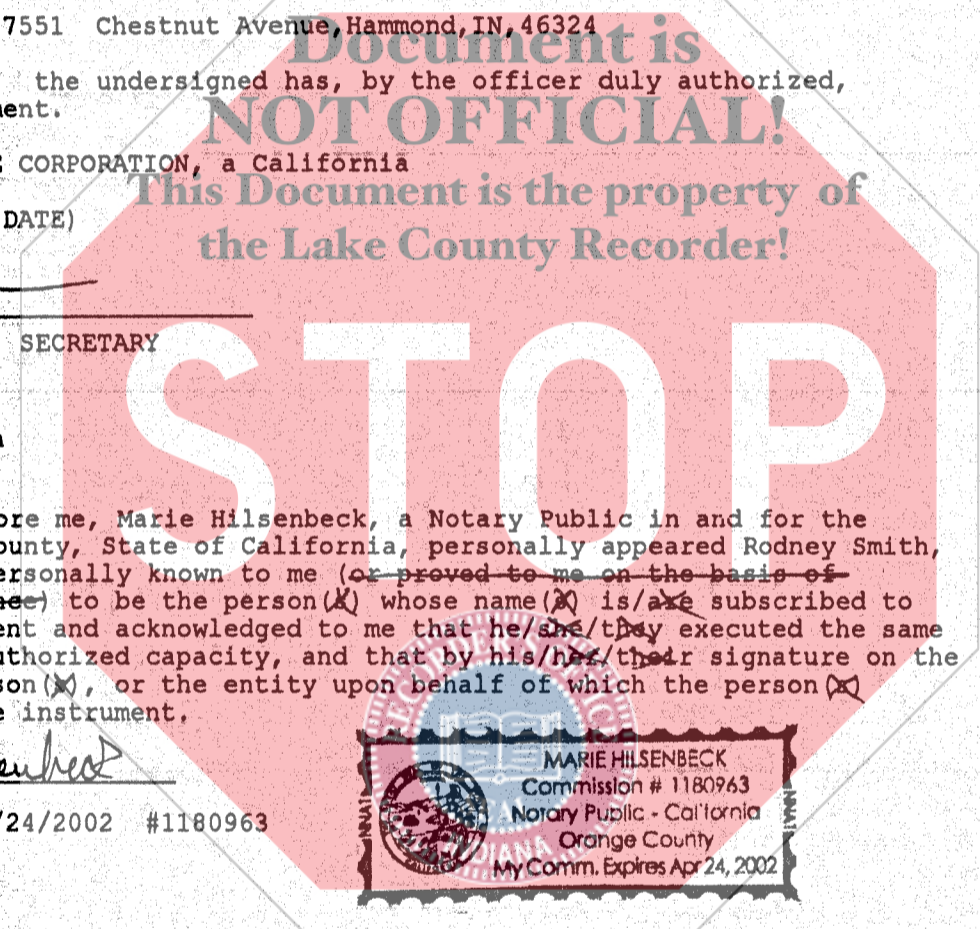 7551 Chestnut Avenue, Hammond, IN, 46324
Document is
the undersigned has, by the officer duly authorized,
NOT OFFICIAL!
ment.
CORPORATION, a California
This Document is the property of
DATE)
the Lake County Recorder!
SECRETARY
STOP
ore me, Marie Hilsenbeck, a Notary Public in and for the
ounty, State of California, personally appeared Rodney Smith,
ersonally known to me (or proved to me on the basis of
) to be the person(s) whose name(s) is/are subscribed to
ent and acknowledged to me that he/she/they executed the same
uthorized capacity, and that by his/her/their signature on the
son(s), or the entity upon behalf of which the person(s)
e instrument.
SEAL
INDIANA
MARIE HILSENBECK
Commission # 1180963
Notary Public - California
Orange County
My Comm. Expires Apr 24, 2002
/24/2002 #1180963